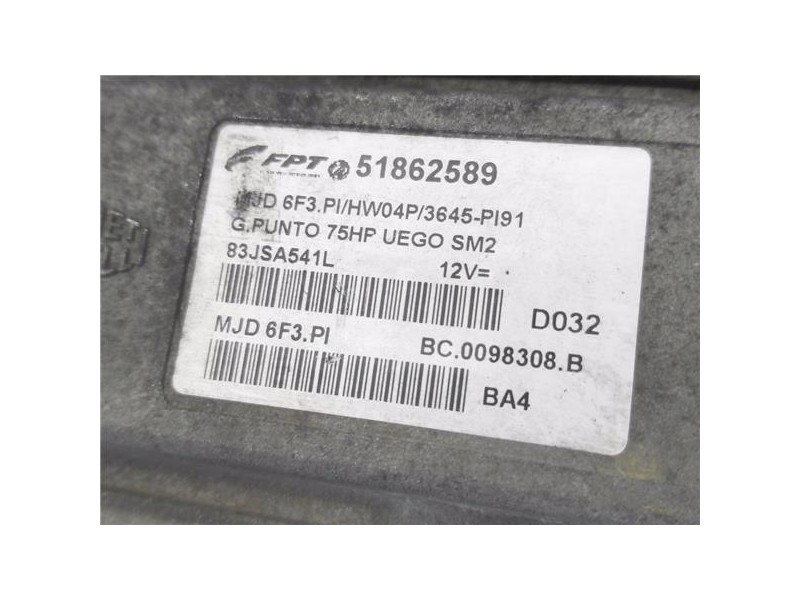 FPT 51862589
MJD 6F3.PI/HW04P/3645-PI91
G.PUNTO 75HP UEGO SM2
83JSA541L 12V=
D032
MJD 6F3.PI BC.0098308.B
BA4